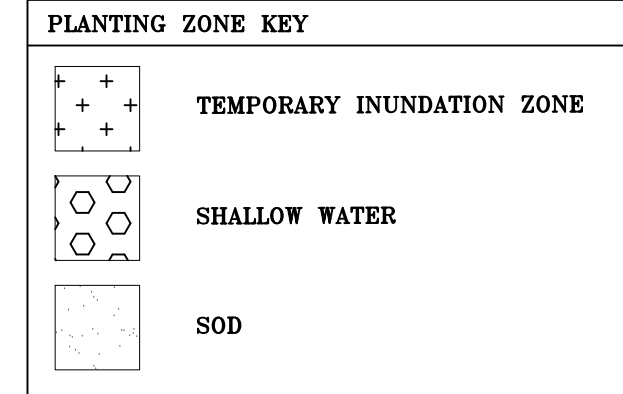 PLANTING ZONE KEY
TEMPORARY INUNDATION ZONE
SHALLOW WATER
SOD